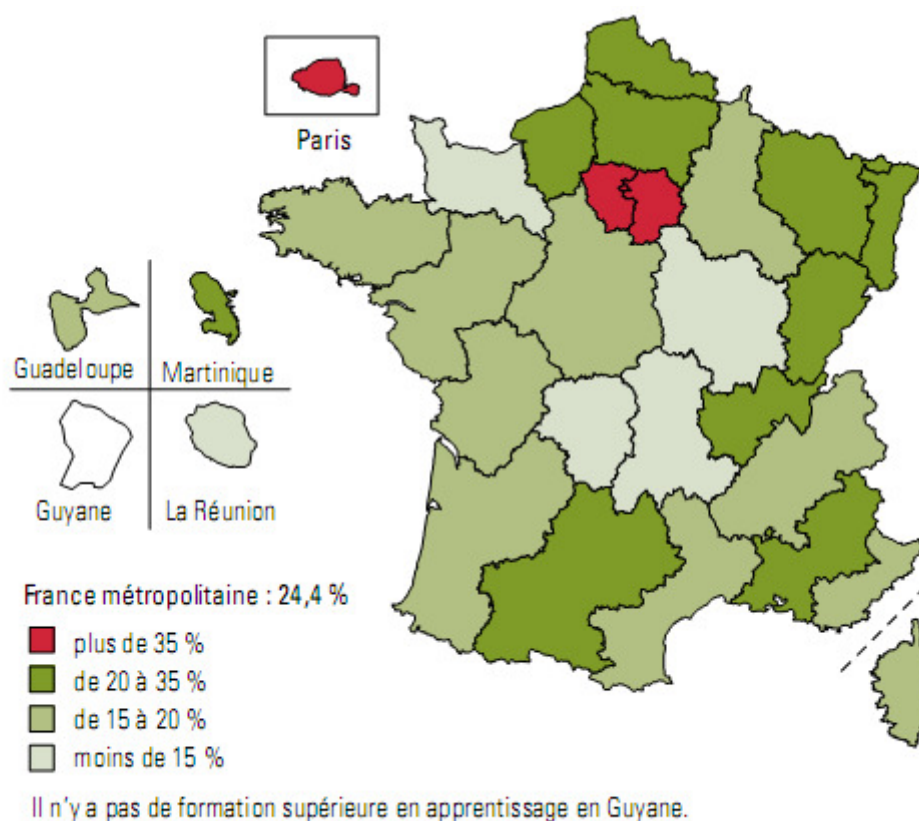 Paris
Guadeloupe
Martinique
Guyane
La Réunion
France métropolitaine : 24,4 %
plus de 35 %
de 20 à 35 %
de 15 à 20 %
moins de 15 %
Il n'y a pas de formation supérieure en apprentissage en Guyane.